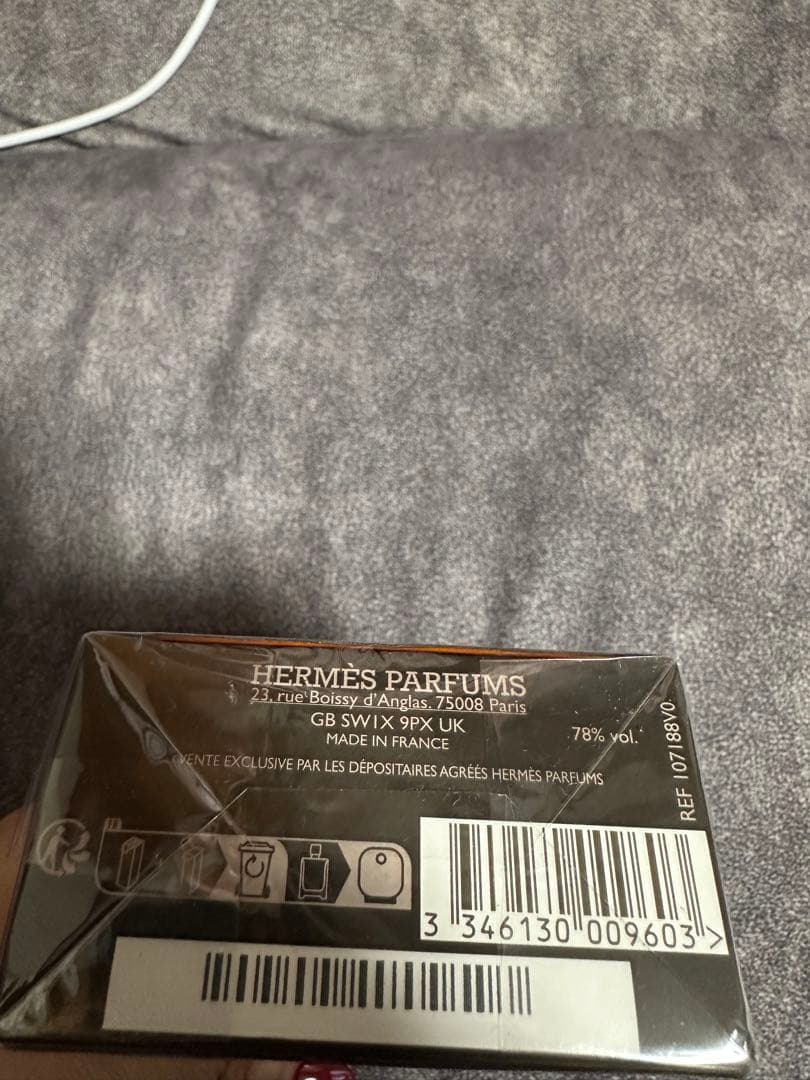 HERMÈS PARFUMS
23, rue Boissy d'Anglas. 75008 Paris
GB SW1X 9PX UK
MADE IN FRANCE
78% vol.
VENTE EXCLUSIVE PAR LES DÉPOSITAIRES AGRÉÉS HERMÈS PARFUMS
REF 107188V0
3 346130 009603 >